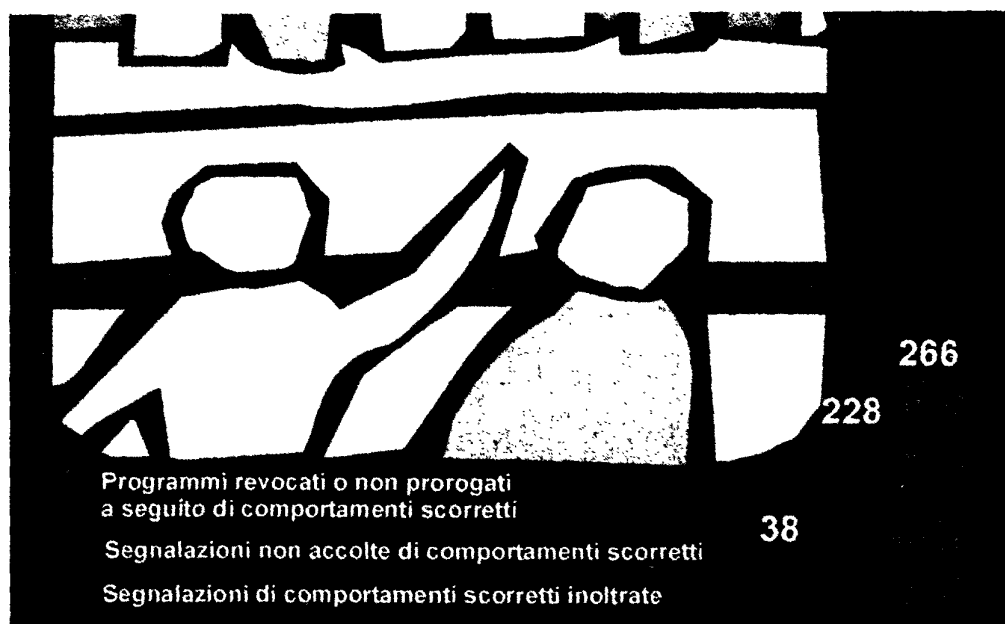 266
228
Programmi revocati o non prorogati
a seguito di comportamenti scorretti
38
Segnalazioni non accolte di comportamenti scorretti
Segnalazioni di comportamenti scorretti inoltrate